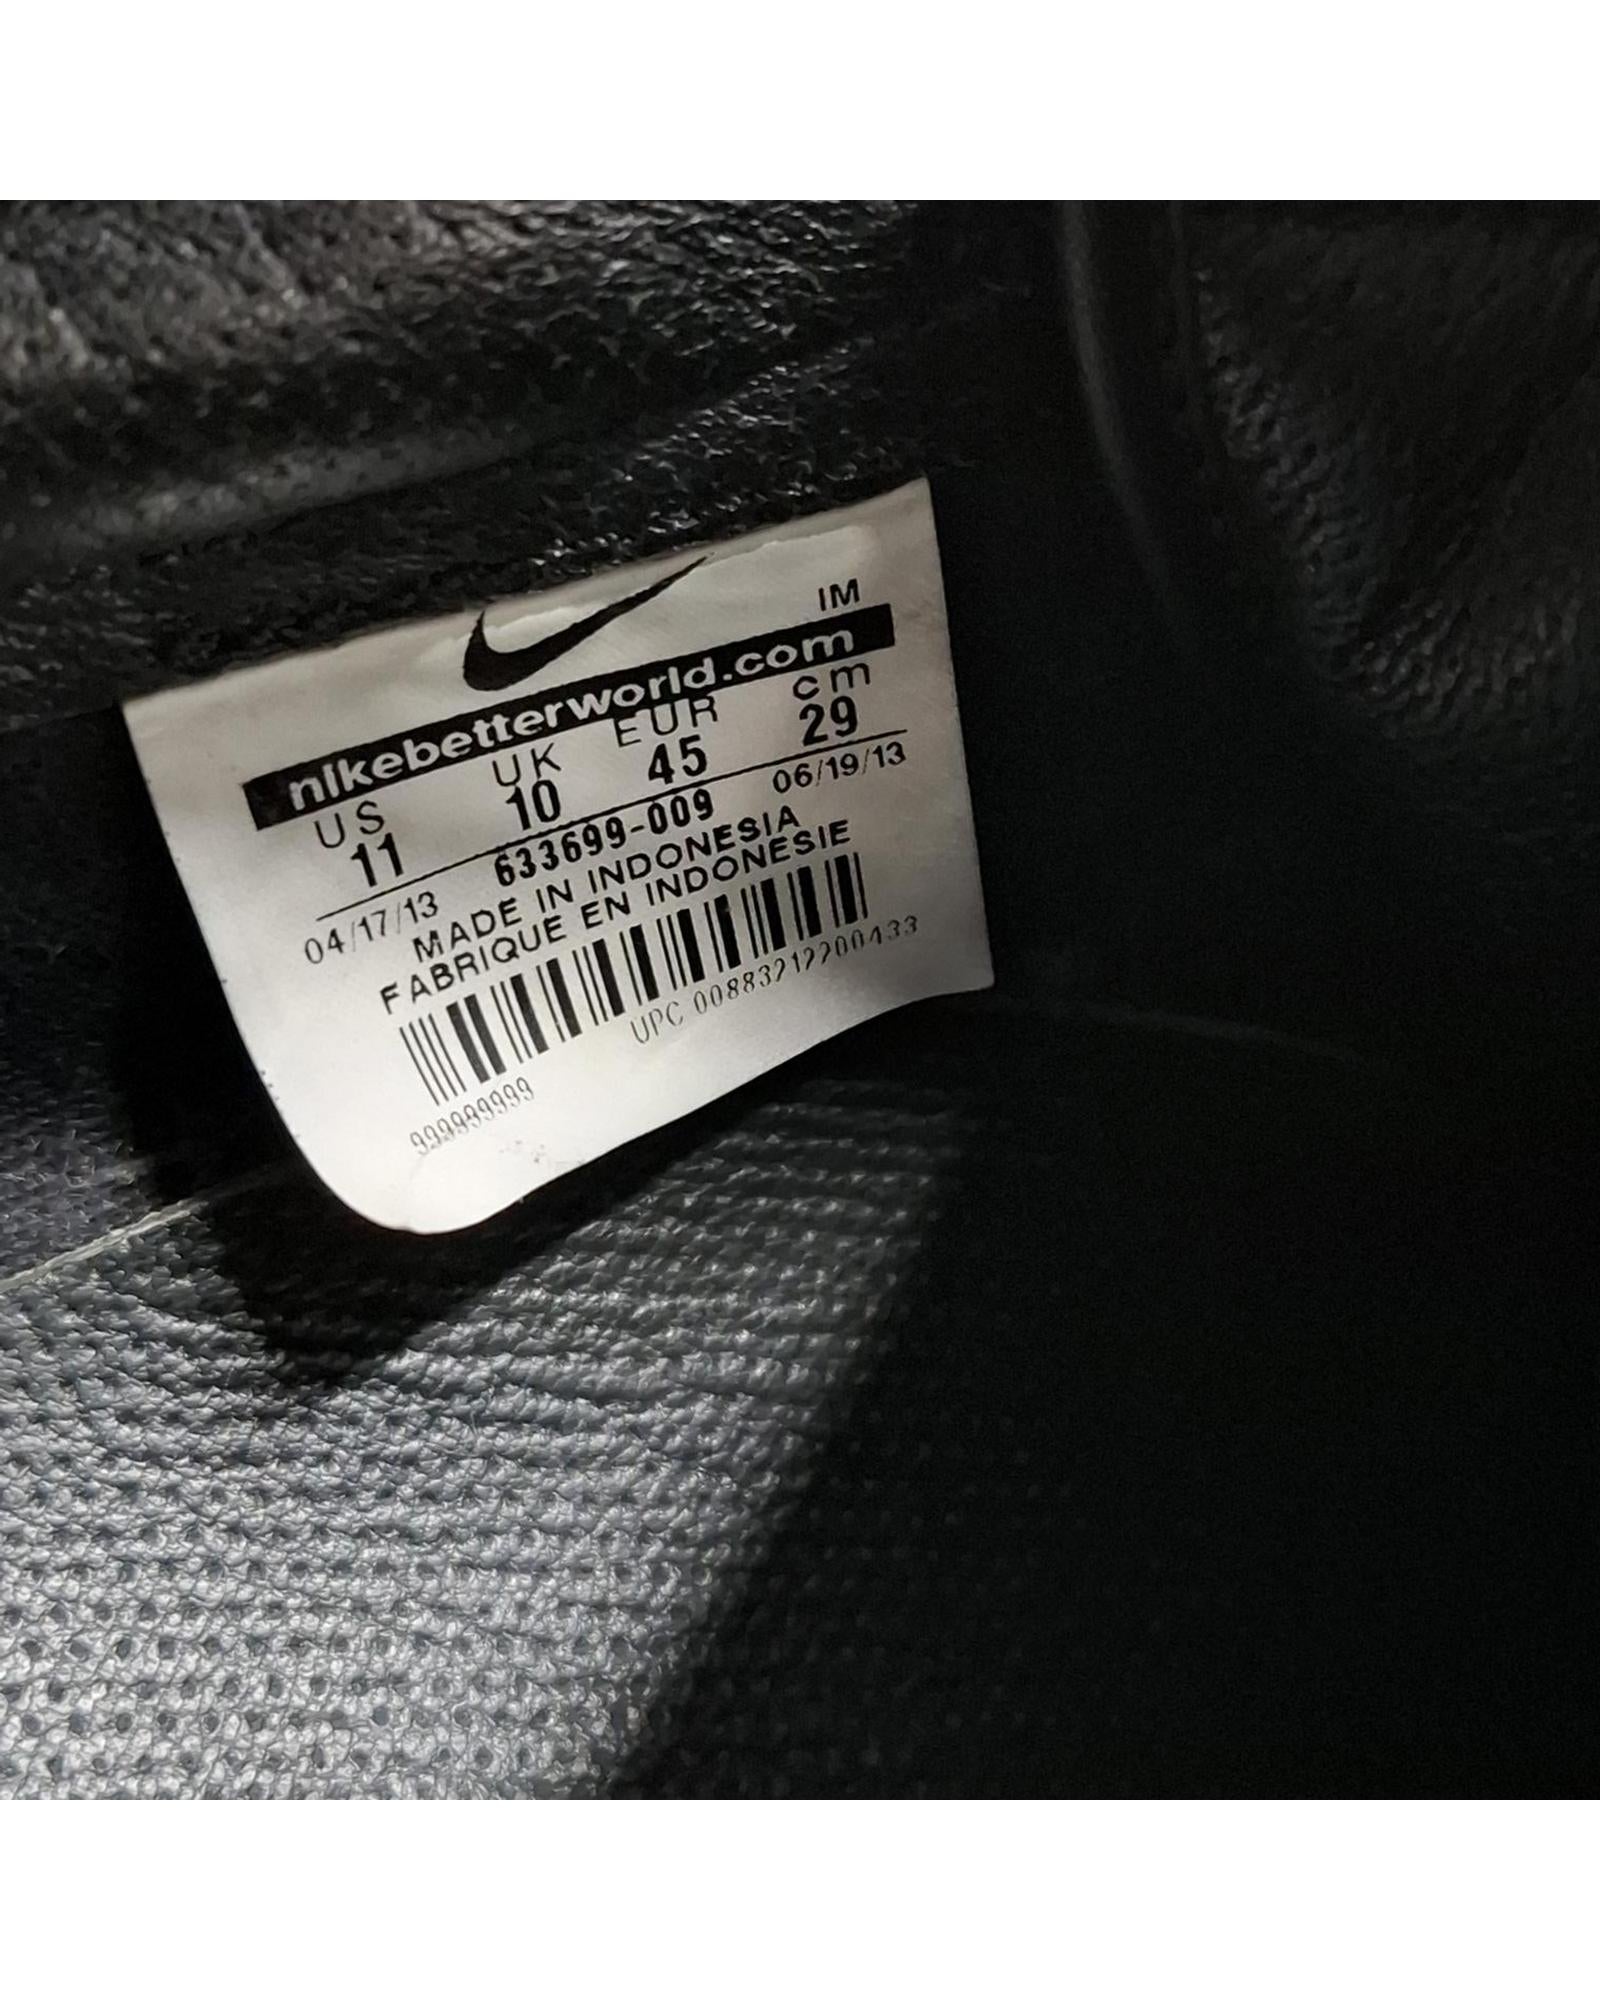 IM
nikebetterworld.com
US UK EUR cm
11 10 45 29
04/17/13 633699-009 06/19/13
MADE IN INDONESIA
FABRIQUE EN INDONESIE
UPC 00883212200433
999999999